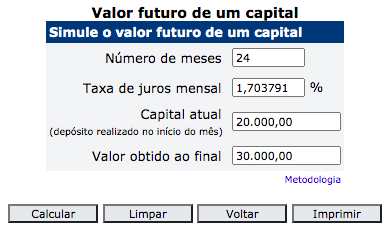 Valor futuro de um capital
Simule o valor futuro de um capital
Número de meses 24
Taxa de juros mensal 1,703791 %
Capital atual
(depósito realizado no início do mês) 20.000,00
Valor obtido ao final 30.000,00
Metodologia
Calcular Limpar Voltar Imprimir